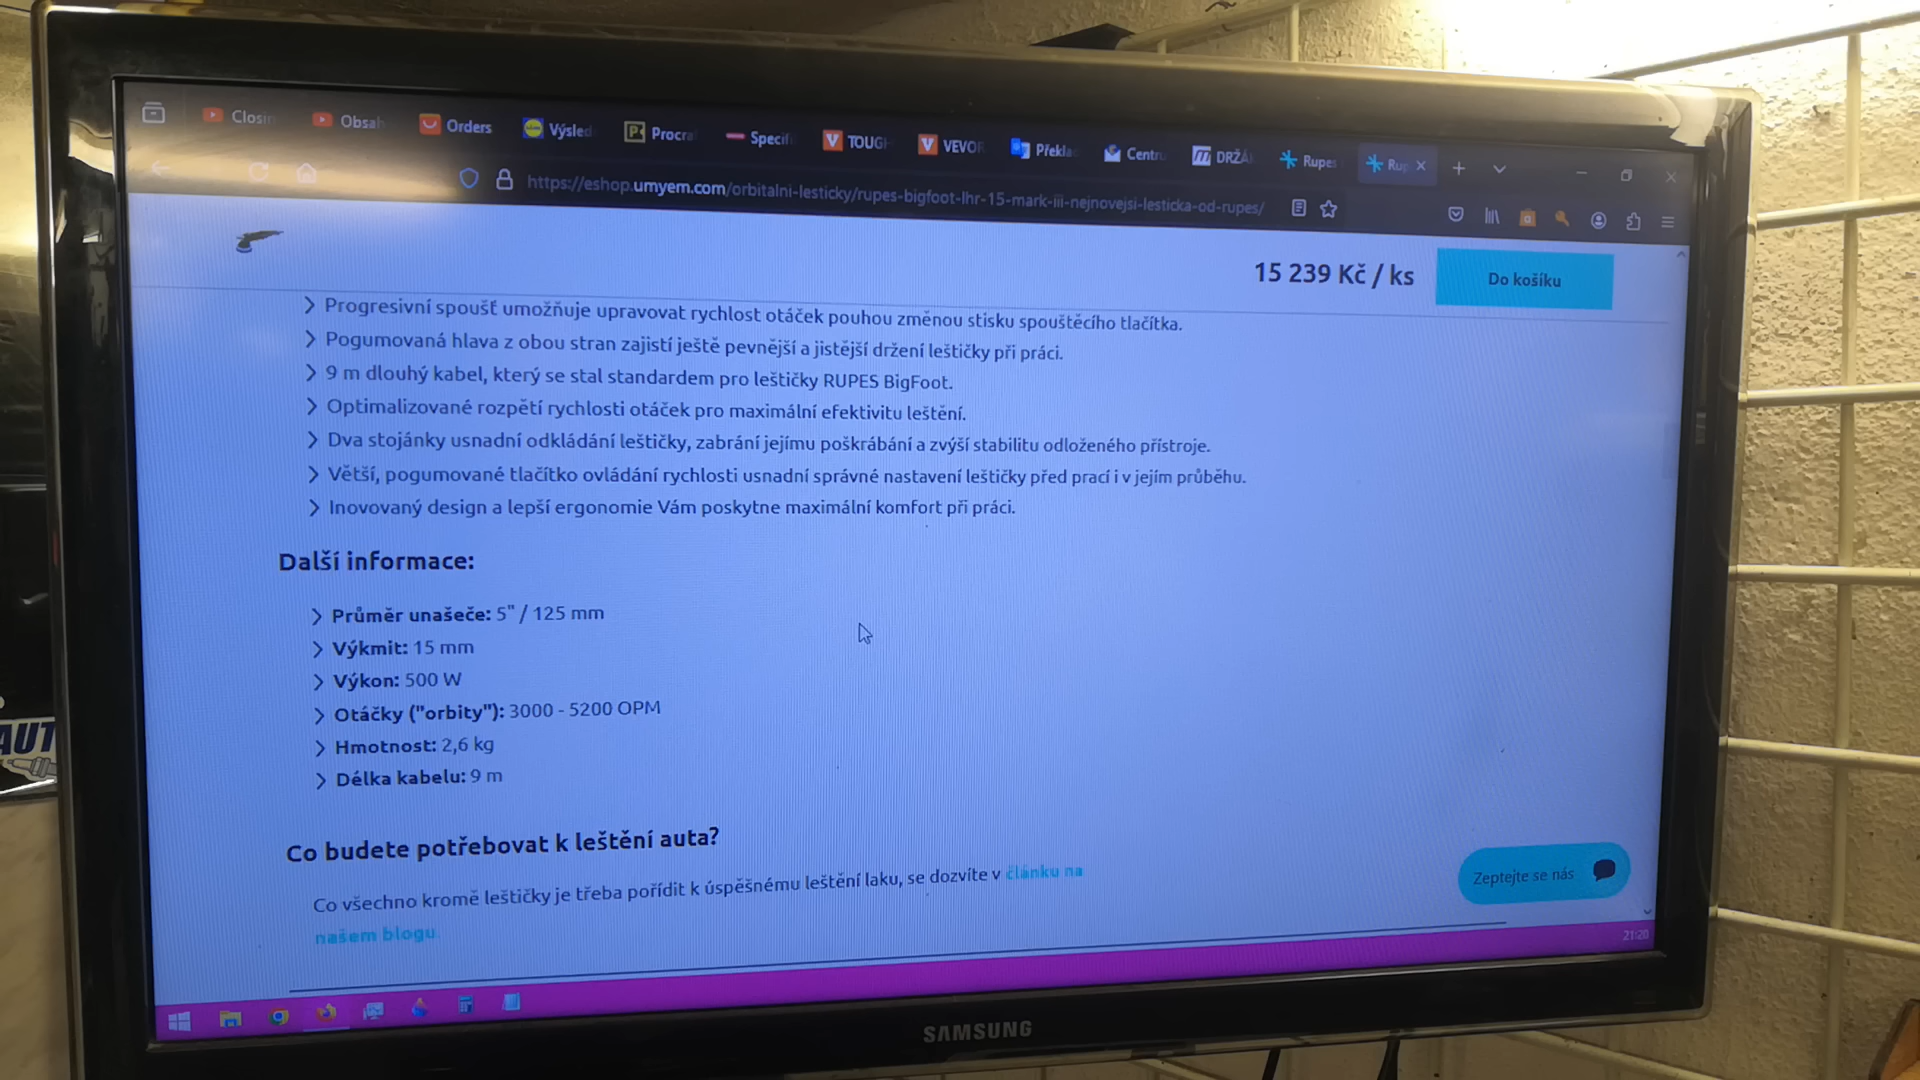 Closin
Obsah
Orders
Výsled
Procra
Specifi
TOUGH
VEVOR
Překla
Centru
DRŽÁ
Rupes
Rup
https://eshop.umyem.com/orbitalni-lesticky/rupes-bigfoot-lhr-15-mark-iii-nejnovejsi-lesticka-od-rupes/
15 239 Kč / ks
Do košíku
Progresivní spoušť umožňuje upravovat rychlost otáček pouhou změnou stisku spouštěcího tlačítka.
Pogumovaná hlava z obou stran zajistí ještě pevnější a jistější držení leštičky při práci.
9 m dlouhý kabel, který se stal standardem pro leštičky RUPES BigFoot.
Optimalizované rozpětí rychlosti otáček pro maximální efektivitu leštění.
Dva stojánky usnadní odkládání leštičky, zabrání jejímu poškrábání a zvýší stabilitu odloženého přístroje.
Větší, pogumované tlačítko ovládání rychlosti usnadní správné nastavení leštičky před prací i v jejím průběhu.
Inovovaný design a lepší ergonomie Vám poskytne maximální komfort při práci.
Další informace:
Průměr unašeče: 5" / 125 mm
Výkmit: 15 mm
Výkon: 500 W
Otáčky ("orbity"): 3000 - 5200 OPM
Hmotnost: 2,6 kg
Délka kabelu: 9 m
Co budete potřebovat k leštění auta?
Co všechno kromě leštičky je třeba pořídit k úspěšnému leštění laku, se dozvíte v článku na
našem blogu.
Zeptejte se nás
21:20
SAMSUNG
AUT